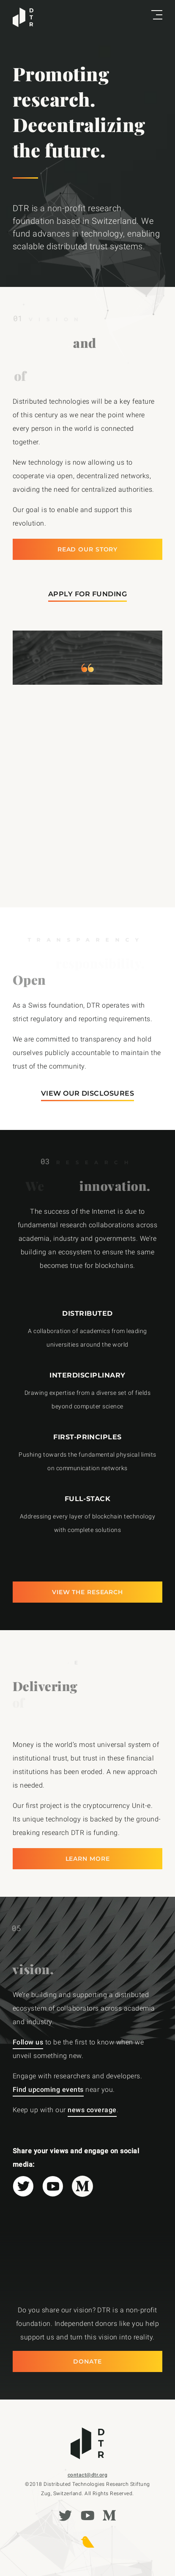 D
T
R
Promoting
research.
Decentralizing
the future.
DTR is a non-profit research
foundation based in Switzerland. We
fund advances in technology, enabling
scalable distributed trust systems.
01
and
of
Distributed technologies will be a key feature
of this century as we near the point where
every person in the world is connected
together.
New technology is now allowing us to
cooperate via open, decentralized networks,
avoiding the need for centralized authorities.
Our goal is to enable and support this
revolution.
READ OUR STORY
APPLY FOR FUNDING
Open
As a Swiss foundation, DTR operates with
strict regulatory and reporting requirements.
We are committed to transparency and hold
ourselves publicly accountable to maintain the
trust of the community.
VIEW OUR DISCLOSURES
03
We innovation.
The success of the Internet is due to
fundamental research collaborations across
academia, industry and governments. We're
building an ecosystem to ensure the same
becomes true for blockchains.
DISTRIBUTED
A collaboration of academics from leading
universities around the world
INTERDISCIPLINARY
Drawing expertise from a diverse set of fields
beyond computer science
FIRST-PRINCIPLES
Pushing towards the fundamental physical limits
on communication networks
FULL-STACK
Addressing every layer of blockchain technology
with complete solutions
VIEW THE RESEARCH
Delivering
of
Money is the world's most universal system of
institutional trust, but trust in these financial
institutions has been eroded. A new approach
is needed.
Our first project is the cryptocurrency Unit-e.
Its unique technology is backed by the ground-
breaking research DTR is funding.
LEARN MORE
05
vision.
We're building and supporting a distributed
ecosystem of collaborators across academia
and industry.
Follow us to be the first to know when we
unveil something new.
Engage with researchers and developers.
Find upcoming events near you.
Keep up with our news coverage.
Share your views and engage on social
media:
Do you share our vision? DTR is a non-profit
foundation. Independent donors like you help
support us and turn this vision into reality.
DONATE
D
T
R
contact@dtr.org
©2018 Distributed Technologies Research Stiftung
Zug, Switzerland. All Rights Reserved.